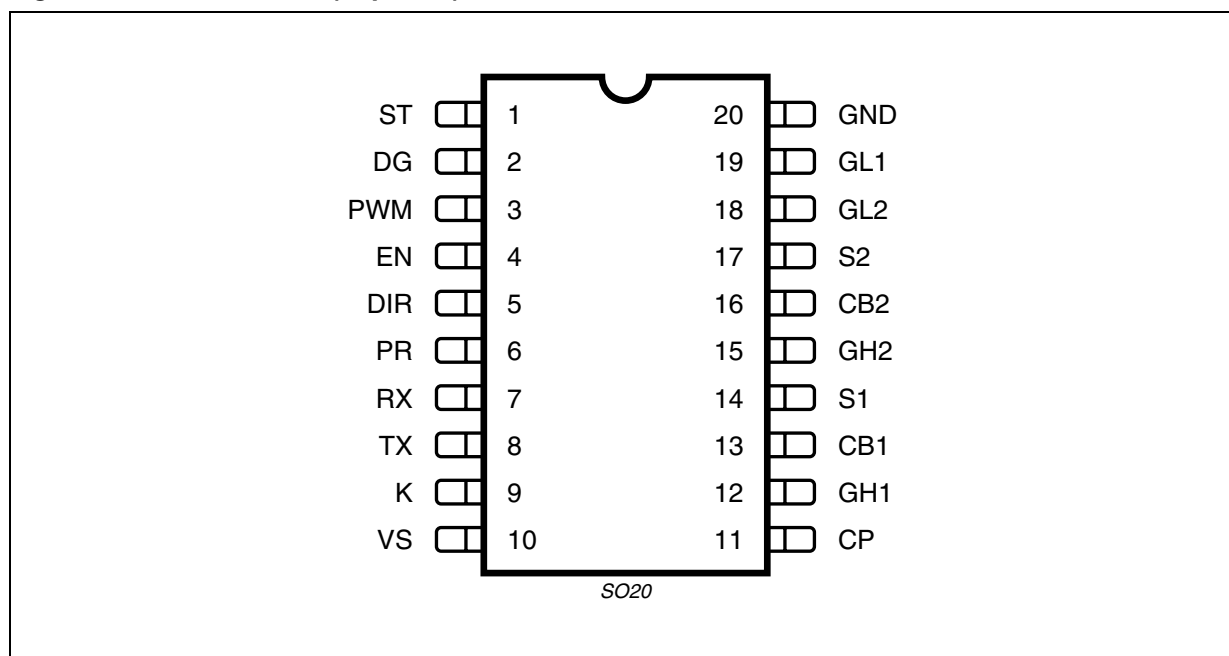 ST 1 20 GND
DG 2 19 GL1
PWM 3 18 GL2
EN 4 17 S2
DIR 5 16 CB2
PR 6 15 GH2
RX 7 14 S1
TX 8 13 CB1
K 9 12 GH1
VS 10 11 CP
SO20